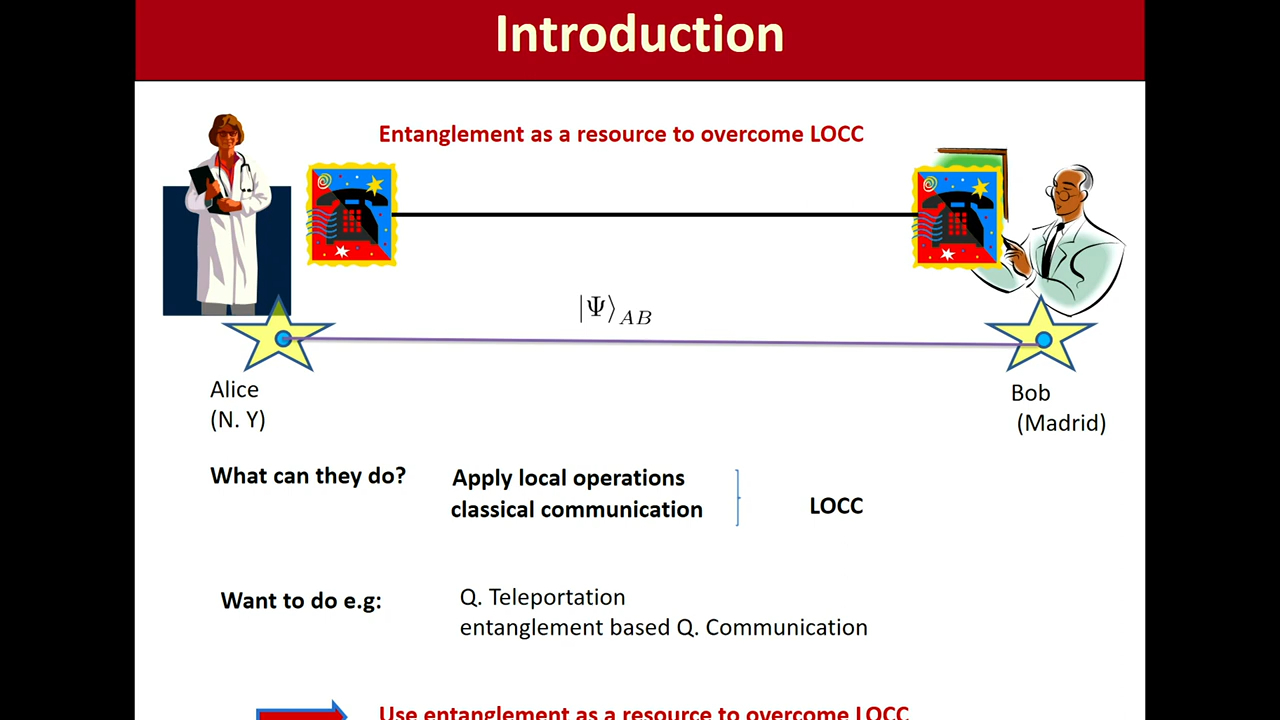 Introduction
Entanglement as a resource to overcome LOCC
|Ψ⟩_{AB}
Alice
(N. Y)
Bob
(Madrid)
What can they do?
Apply local operations
classical communication
LOCC
Want to do e.g:
Q. Teleportation
entanglement based Q. Communication
Use entanglement as a resource to overcome LOCC